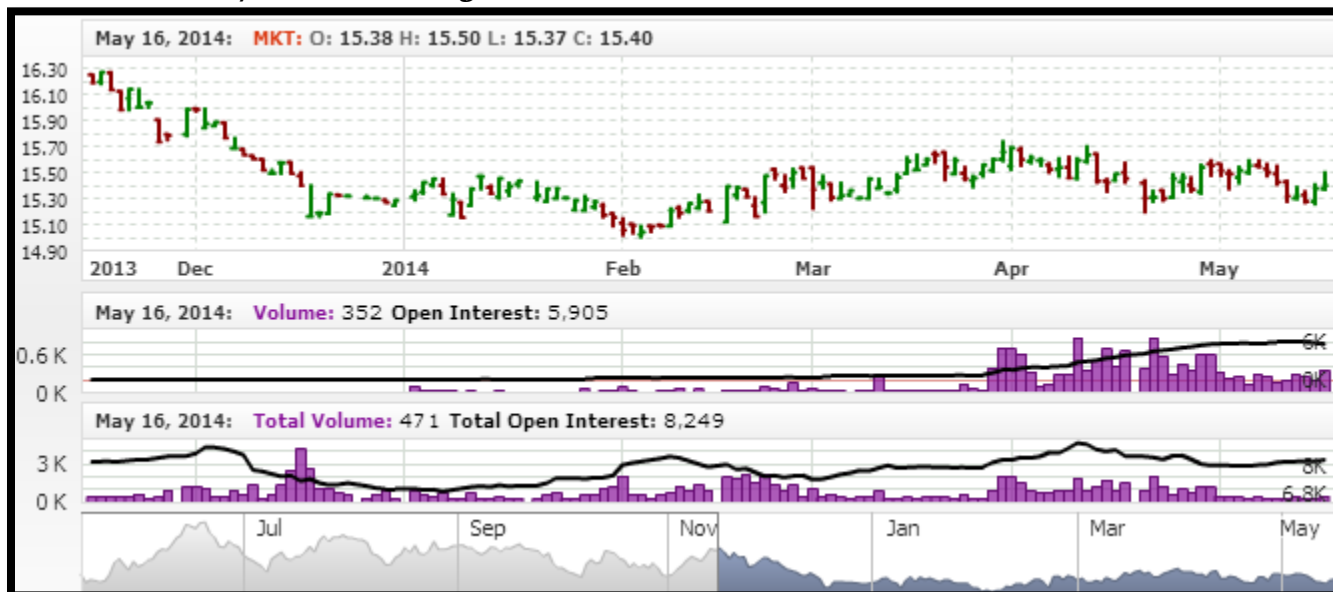 May 16, 2014: MKT: O: 15.38 H: 15.50 L: 15.37 C: 15.40
16.30
16.10
15.90
15.70
15.50
15.30
15.10
14.90
2013 Dec 2014 Feb Mar Apr May
May 16, 2014: Volume: 352 Open Interest: 5,905
6K
0.6 K
0K
0 K
May 16, 2014: Total Volume: 471 Total Open Interest: 8,249
3 K
8K
6.8K
0 K
Jul Sep Nov Jan Mar May